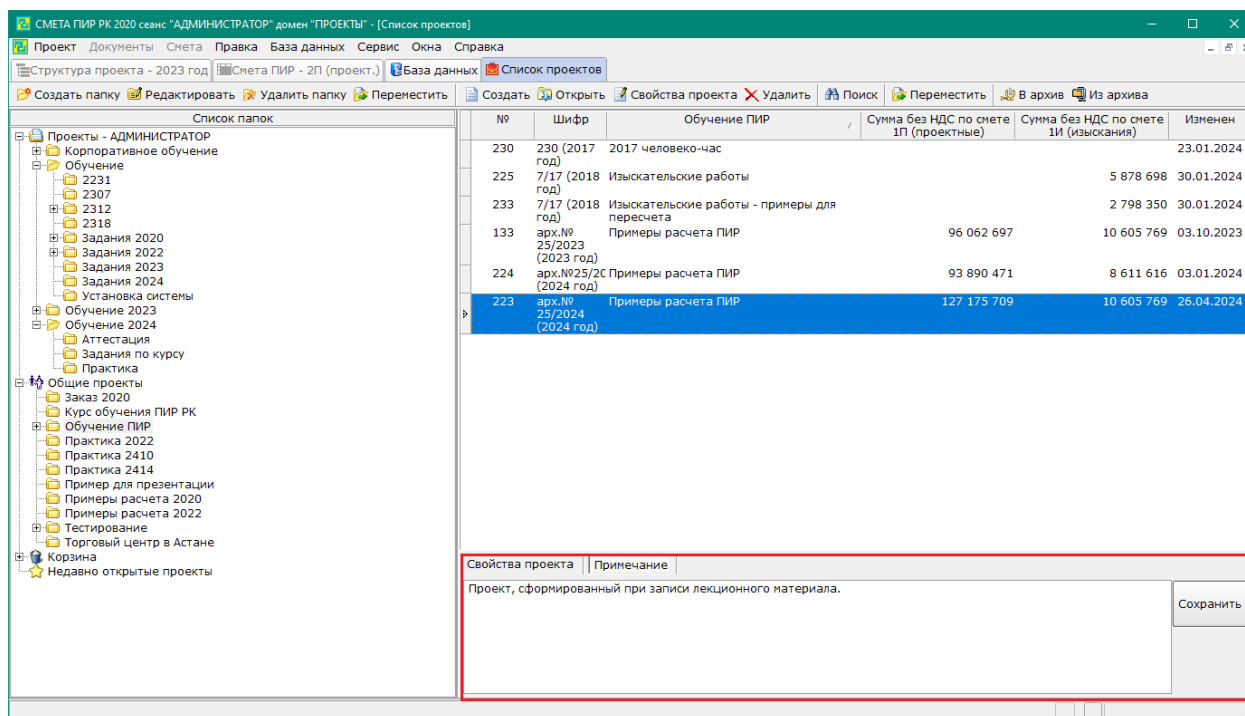 СМЕТА ПИР РК 2020 сеанс "АДМИНИСТРАТОР" домен "ПРОЕКТЫ" - [Список проектов]
Проект Документы Смета Правка База данных Сервис Окна Справка
Структура проекта - 2023 год Смета ПИР - 2П (проект.) База данных Список проектов
Создать папку Редактировать Удалить папку Переместить Создать Открыть Свойства проекта Удалить Поиск Переместить В архив Из архива
Список папок
Проекты - АДМИНИСТРАТОР
Корпоративное обучение
Обучение
2231
2307
2312
2318
Задания 2020
Задания 2022
Задания 2023
Задания 2024
Установка системы
Обучение 2023
Обучение 2024
Аттестация
Задания по курсу
Практика
Общие проекты
Заказ 2020
Курс обучения ПИР РК
Обучение ПИР
Практика 2022
Практика 2410
Практика 2414
Пример для презентации
Примеры расчета 2020
Примеры расчета 2022
Тестирование
Торговый центр в Астане
Корзина
Недавно открытые проекты
№ Шифр Обучение ПИР Сумма без НДС по смете Сумма без НДС по смете Изменен
1П (проектные) 1И (изыскания)
230 230 (2017 2017 человеко-час 23.01.2024
год)
225 7/17 (2018 Изыскательские работы 5 878 698 30.01.2024
год)
233 7/17 (2018 Изыскательские работы - примеры для 2 798 350 30.01.2024
год) пересчета
133 арх.№ Примеры расчета ПИР 96 062 697 10 605 769 03.10.2023
25/2023
(2023 год)
224 арх.№25/20 Примеры расчета ПИР 93 890 471 8 611 616 03.01.2024
(2024 год)
223 арх.№ Примеры расчета ПИР 127 175 709 10 605 769 26.04.2024
25/2024
(2024 год)
Свойства проекта Примечание
Проект, сформированный при записи лекционного материала.
Сохранить